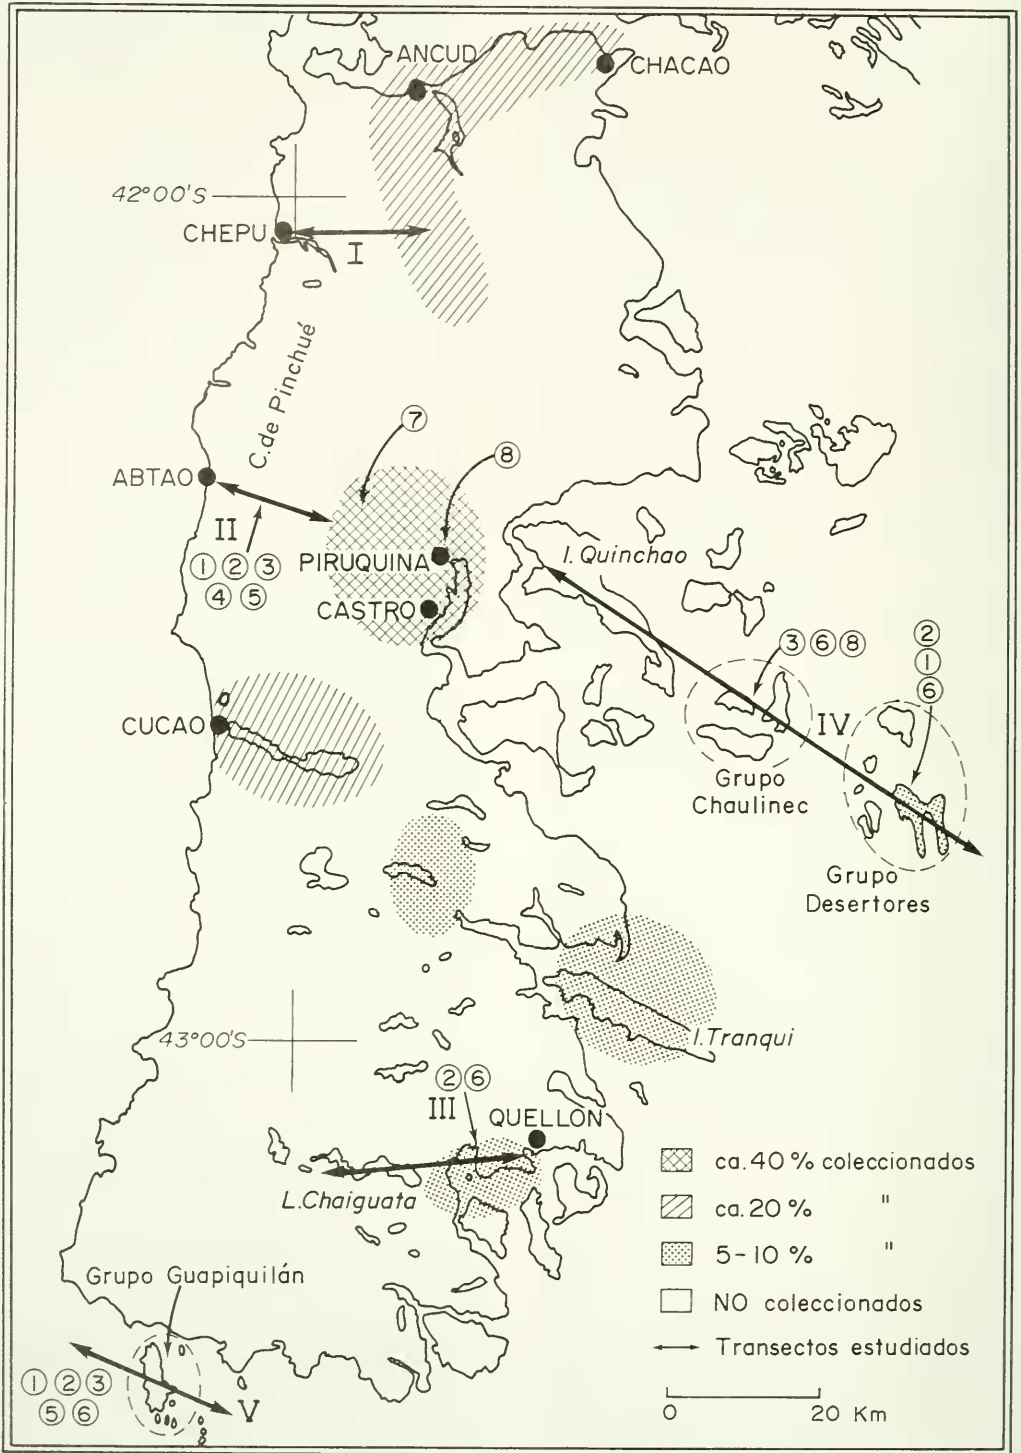 ANCUD
CHACAO
42°00'S
CHEPU
I
C. de Pinchué
⑦
ABTAO
⑧
II
① ② ③
④ ⑤
PIRUQUINA
CASTRO
I. Quinchao
③ ⑥ ⑧
②
①
⑥
CUCAO
IV
Grupo
Chaulinec
Grupo
Desertores
43°00'S
I. Tranqui
② ⑥
III
QUELLÓN
L. Chaiguata
Grupo Guapiquilán
① ② ③
⑤ ⑥
V
ca. 40 % coleccionados
ca. 20 % "
5-10 % "
NO coleccionados
Transectos estudiados
0 20 Km